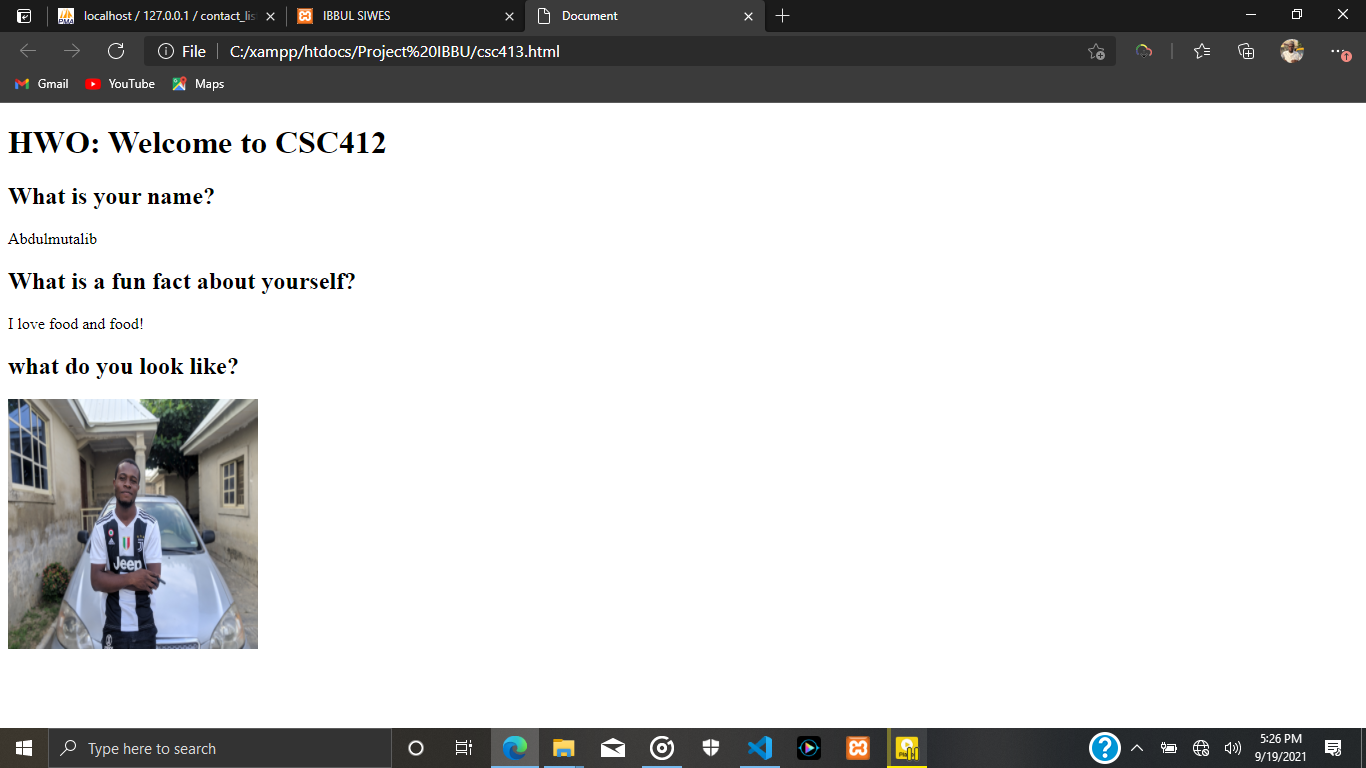 localhost / 127.0.0.1 / contact_lis
IBBUL SIWES
Document
File
C:/xampp/htdocs/Project%20IBBU/csc413.html
Gmail
YouTube
Maps
HWO: Welcome to CSC412
What is your name?
Abdulmutalib
What is a fun fact about yourself?
I love food and food!
what do you look like?
Jeep
Type here to search
5:26 PM
9/19/2021